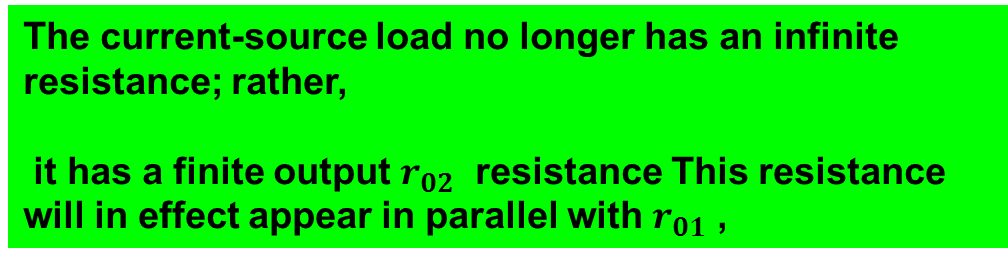 The current-source load no longer has an infinite
resistance; rather,
it has a finite output r₀₂ resistance This resistance
will in effect appear in parallel with r₀₁ ,